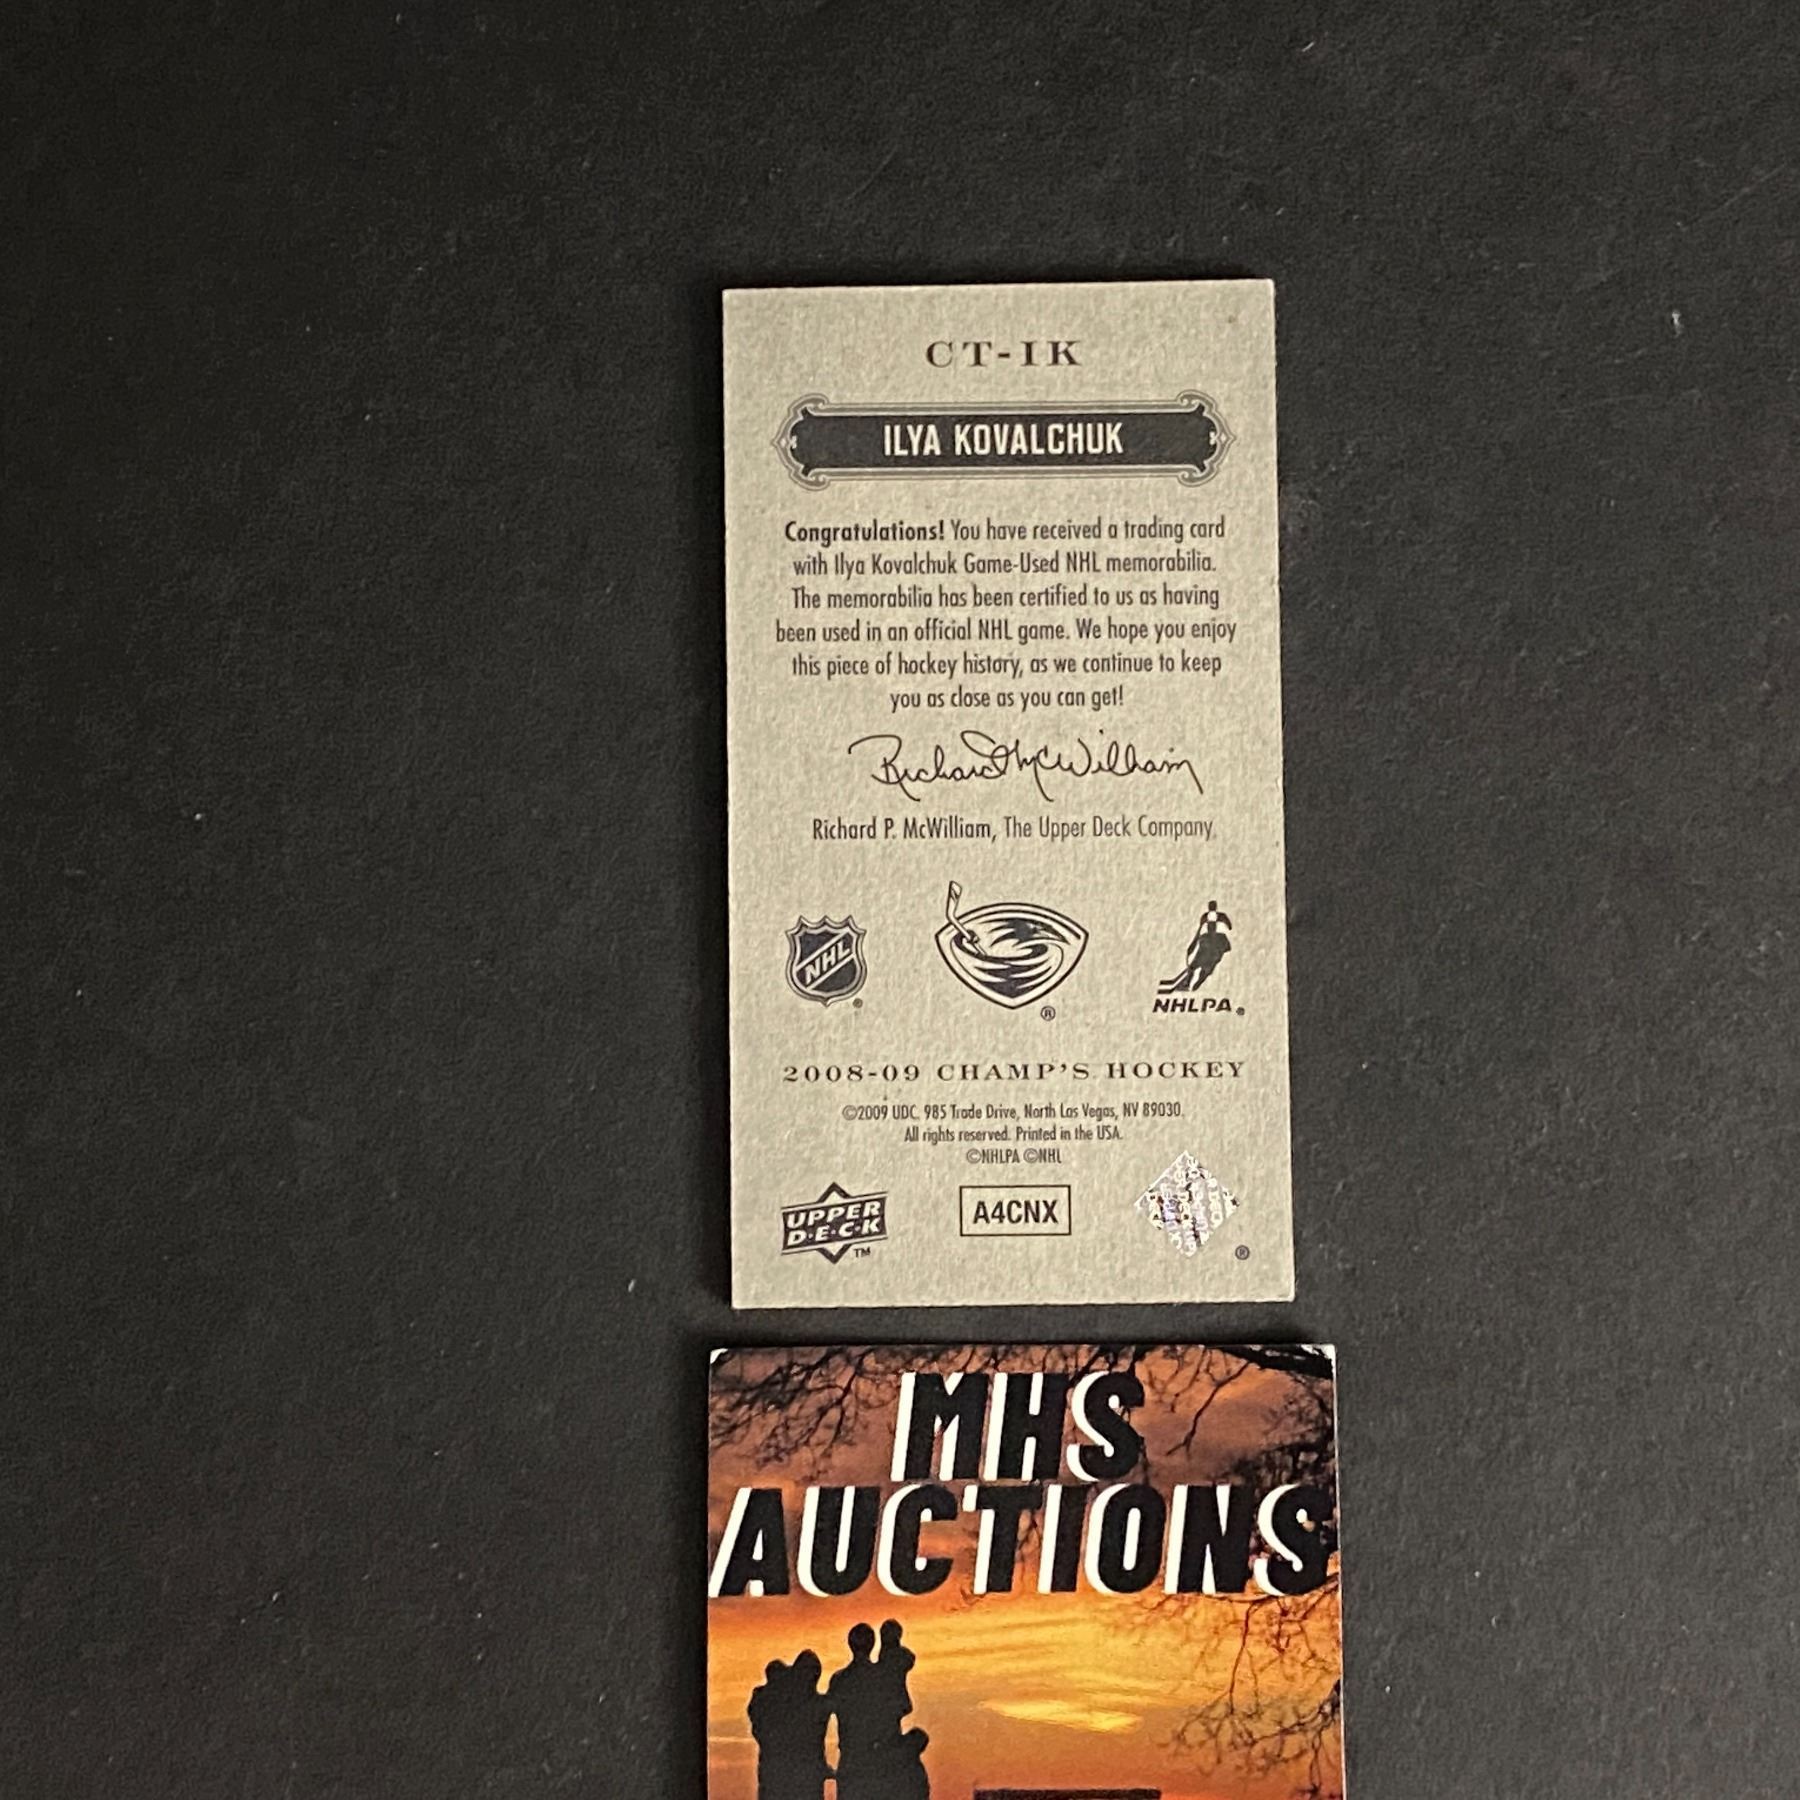 CT-IK
ILYA KOVALCHUK
Congratulations! You have received a trading card
with Ilya Kovalchuk Game-Used NHL memorabilia.
The memorabilia has been certified to us as having
been used in an official NHL game. We hope you enjoy
this piece of hockey history, as we continue to keep
you as close as you can get!
Richard McWilliam
Richard P. McWilliam, The Upper Deck Company.
NHL ®
®
NHLPA ®
2008-09 CHAMP'S HOCKEY
©2009 UDC. 985 Trade Drive, North Las Vegas, NV 89030.
All rights reserved. Printed in the USA.
©NHLPA ©NHL
UPPER
D·E·C·K
TM
A4CNX
®
MHS
AUCTIONS